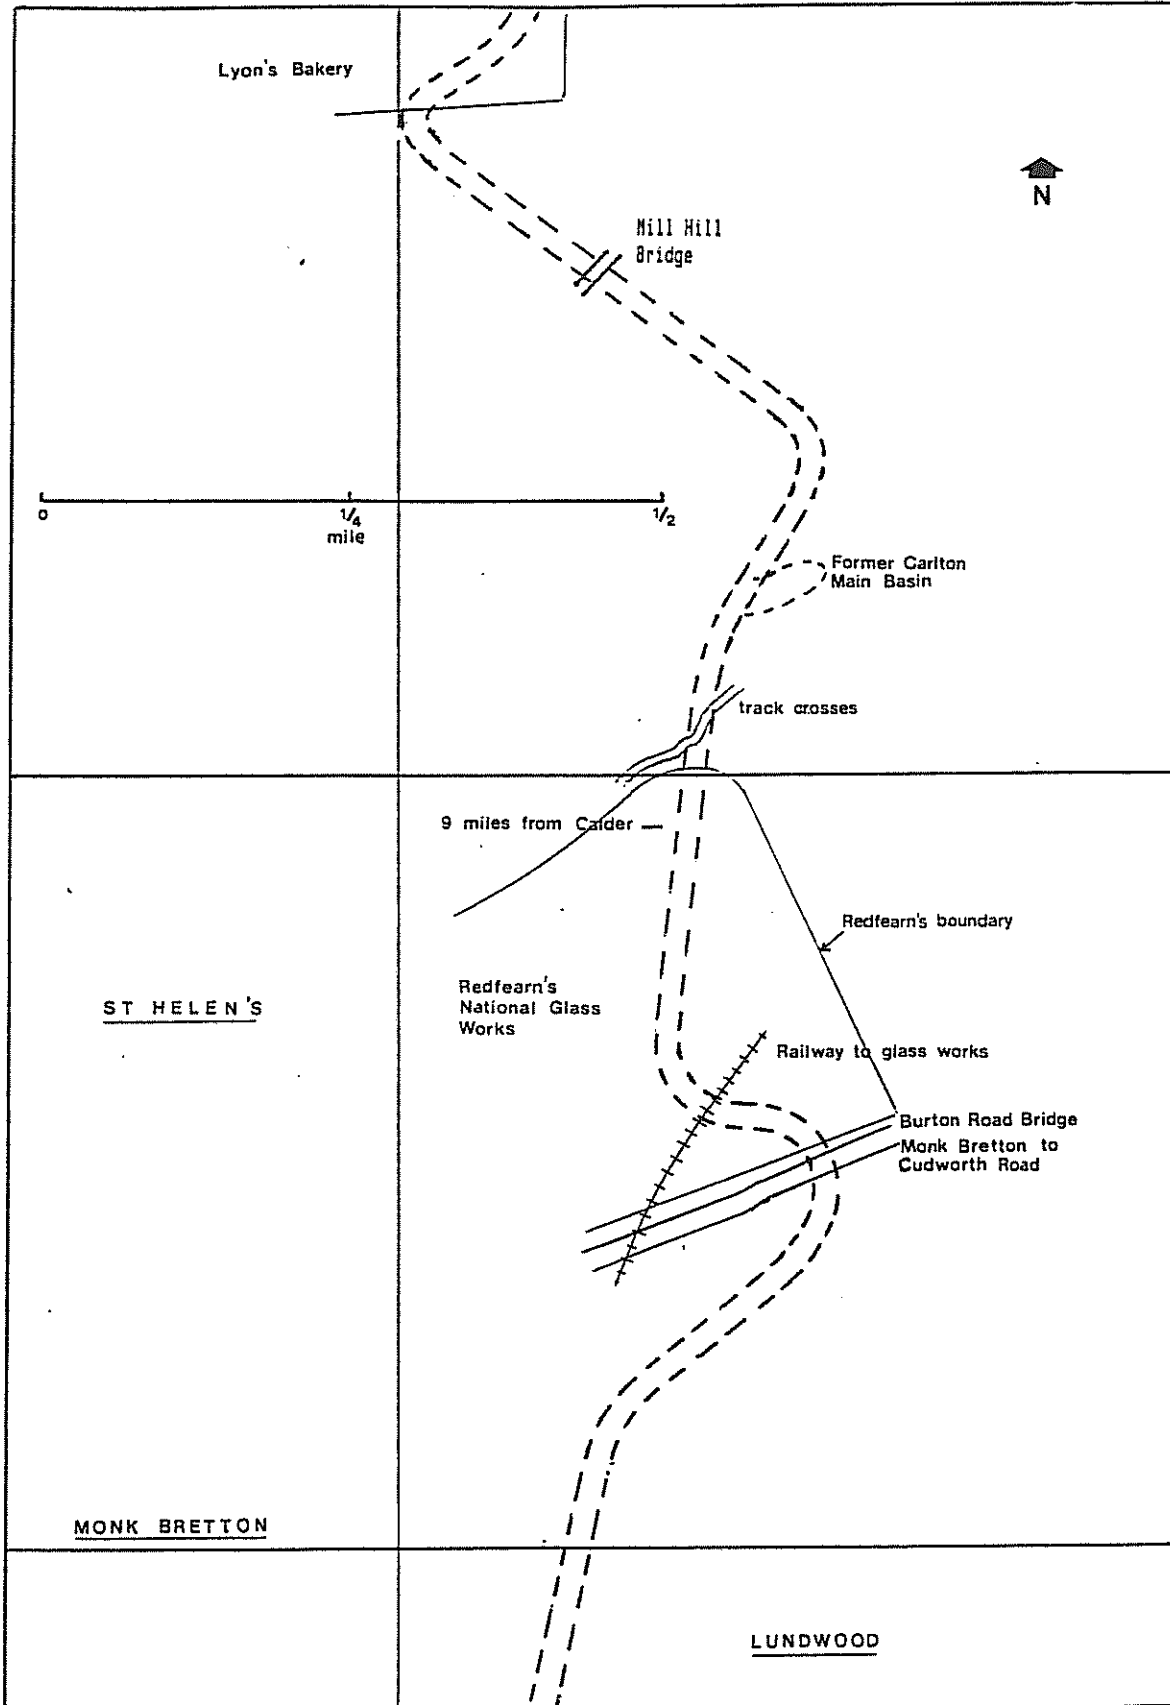 Lyon's Bakery
N
Mill Hill
Bridge
0
1/4
mile
1/2
Former Carlton
Main Basin
track crosses
9 miles from Calder
Redfearn's boundary
Redfearn's
National Glass
Works
ST HELEN'S
Railway to glass works
Burton Road Bridge
Monk Bretton to
Cudworth Road
MONK BRETTON
LUNDWOOD